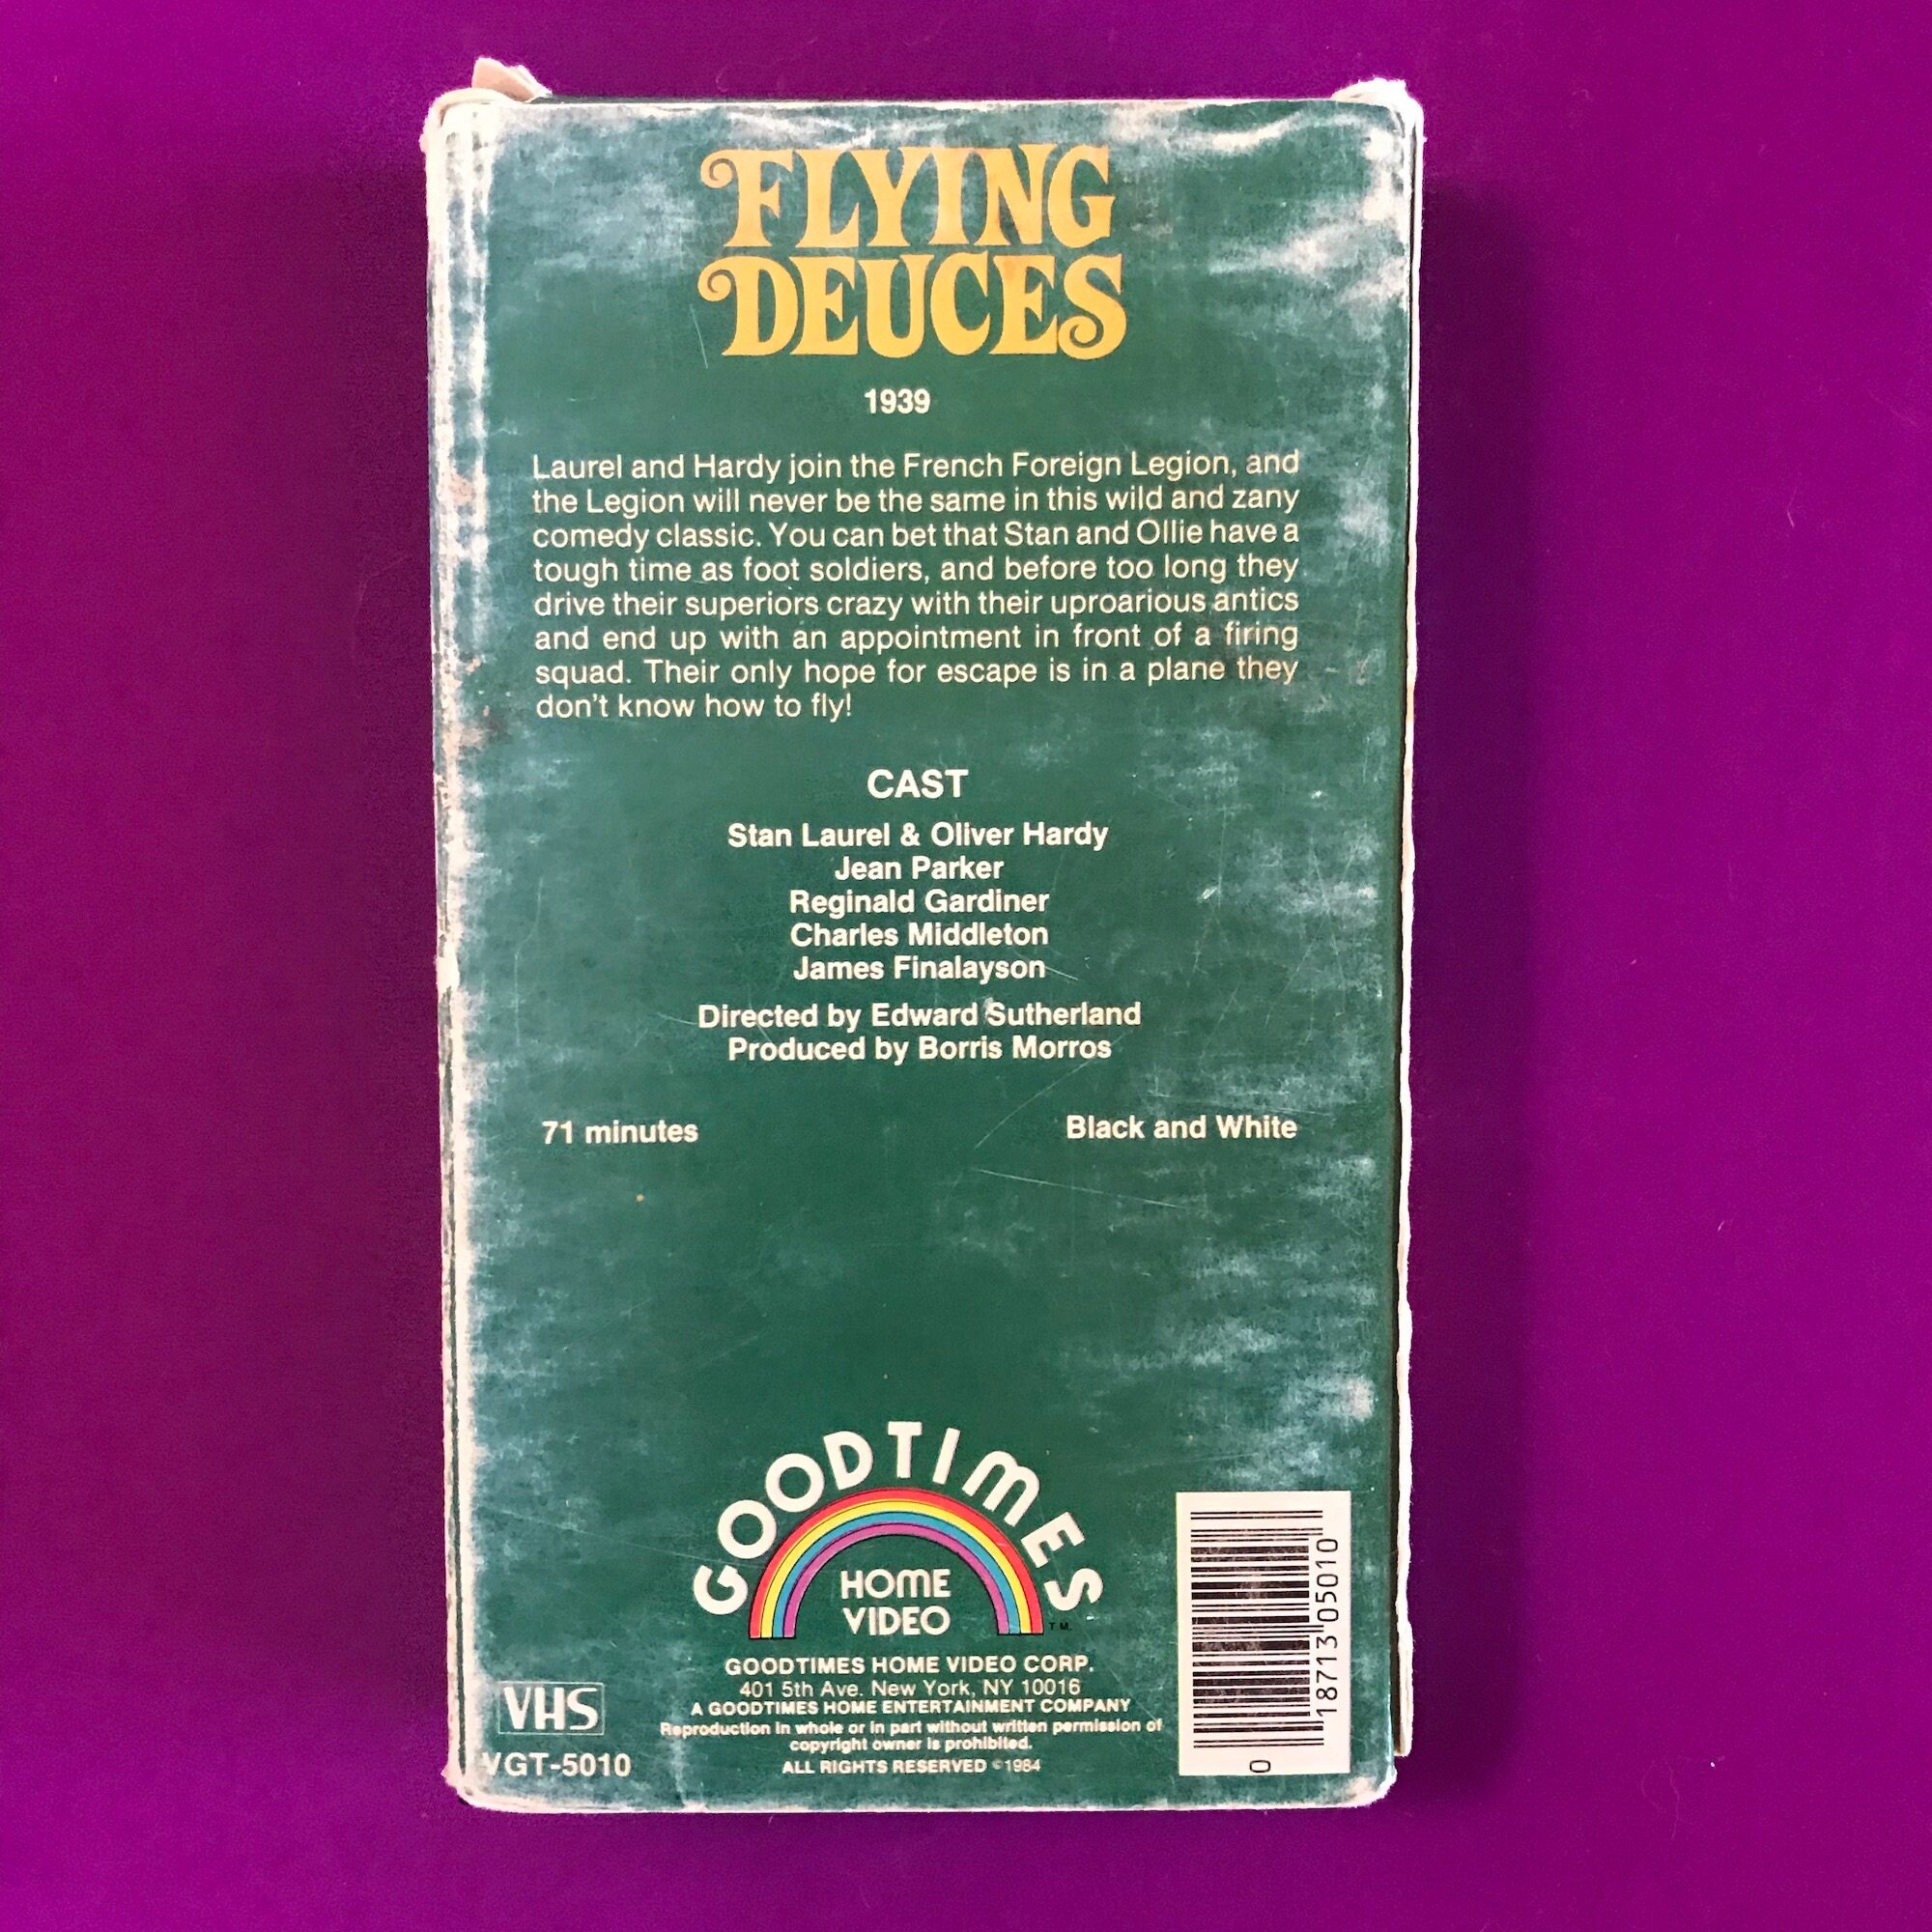 FLYING
DEUCES
1939
Laurel and Hardy join the French Foreign Legion, and
the Legion will never be the same in this wild and zany
comedy classic. You can bet that Stan and Ollie have a
tough time as foot soldiers, and before too long they
drive their superiors crazy with their uproarious antics
and end up with an appointment in front of a firing
squad. Their only hope for escape is in a plane they
don't know how to fly!
CAST
Stan Laurel & Oliver Hardy
Jean Parker
Reginald Gardiner
Charles Middleton
James Finalayson
Directed by Edward Sutherland
Produced by Borris Morros
71 minutes
Black and White
GOODTIMES
HOME
VIDEO
T.M.
GOODTIMES HOME VIDEO CORP.
401 5th Ave. New York, NY 10016
A GOODTIMES HOME ENTERTAINMENT COMPANY
Reproduction in whole or in part without written permission of
copyright owner is prohibited.
ALL RIGHTS RESERVED ©1984
VHS
VGT-5010
0 18713 05010